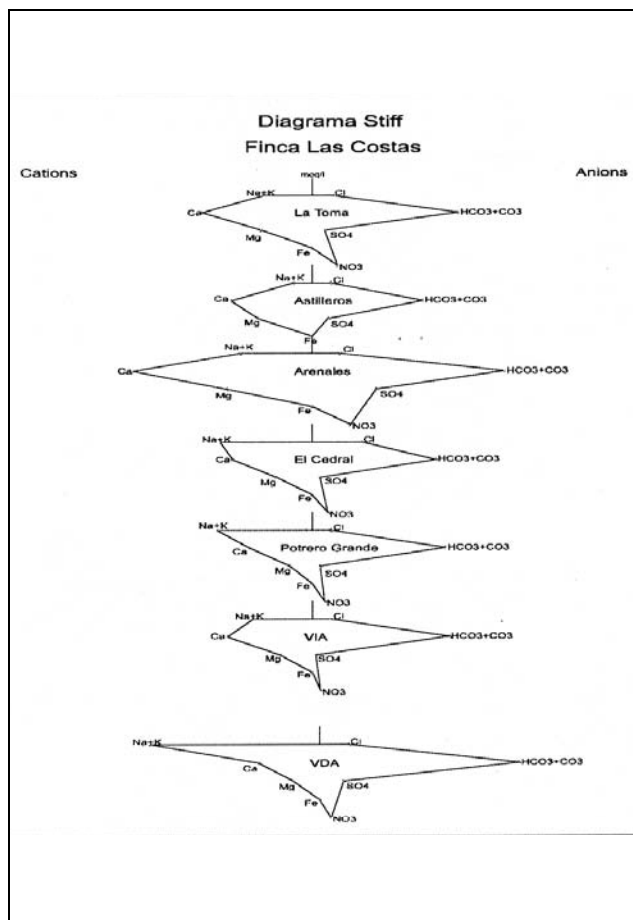 Diagrama Stiff
Finca Las Costas
Cations meq/l Anions
Na+K Cl
Ca La Toma HCO3+CO3
Mg SO4
Fe
NO3
Na+K Cl
Ca Astilleros HCO3+CO3
Mg SO4
Fe
Na+K Cl
Ca Arenales HCO3+CO3
Mg SO4
Fe
NO3
Na+K Cl
Ca El Cedral HCO3+CO3
Mg SO4
Fe
NO3
Na+K Cl
Ca Potrero Grande HCO3+CO3
Mg SO4
Fe
NO3
Na+K Cl
Ca VIA HCO3+CO3
Mg SO4
Fe
NO3
Na+K Cl
Ca VDA HCO3+CO3
Mg SO4
Fe
NO3